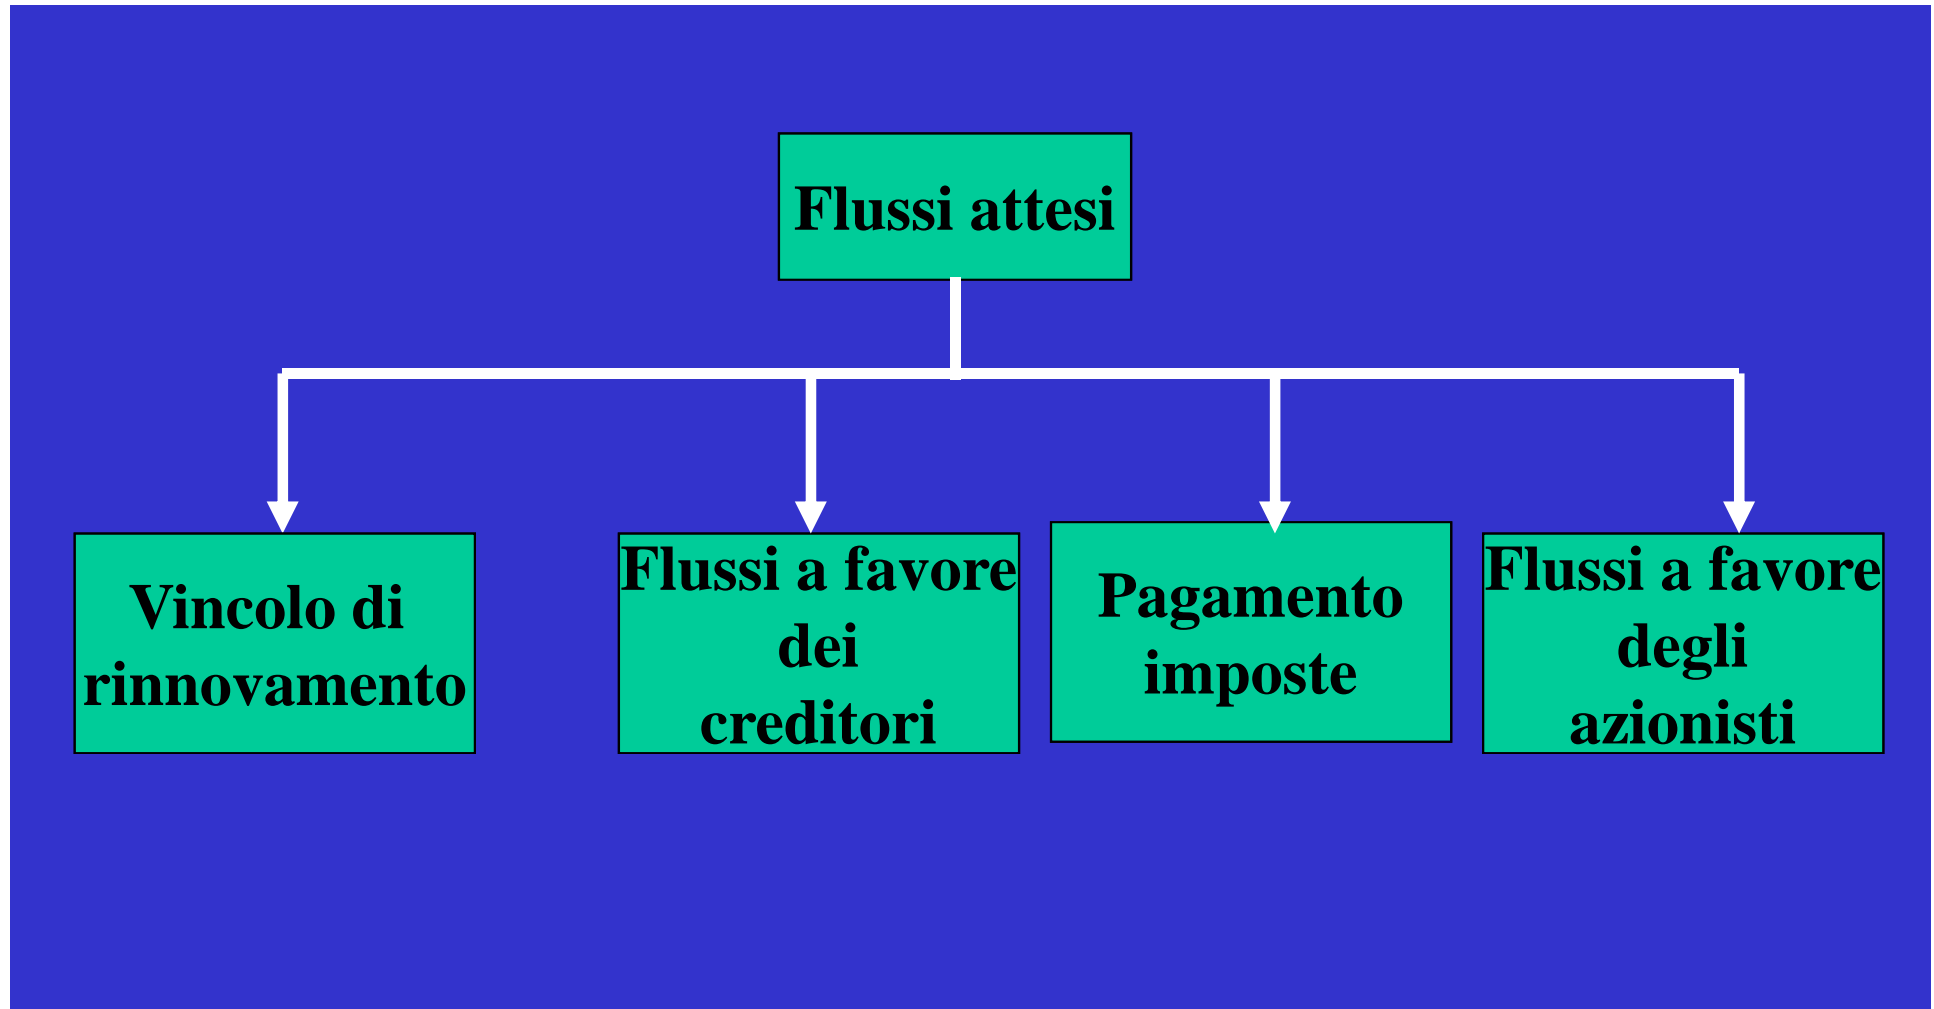 Flussi attesi
Vincolo di
rinnovamento
Flussi a favore
dei
creditori
Pagamento
imposte
Flussi a favore
degli
azionisti